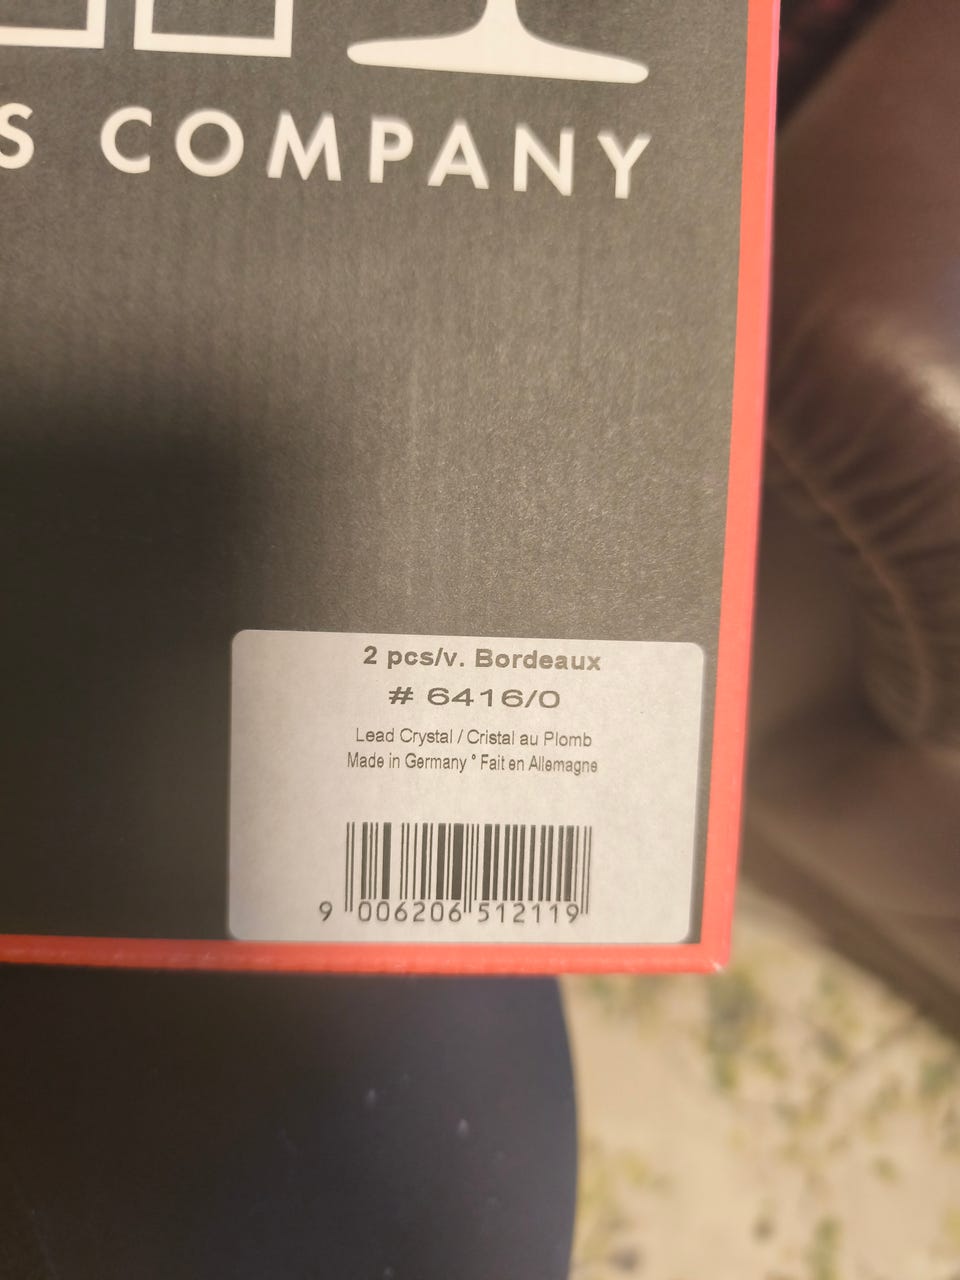 S COMPANY
2 pcs/v. Bordeaux
# 6416/0
Lead Crystal / Cristal au Plomb
Made in Germany ° Fait en Allemagne
9 006206 512119